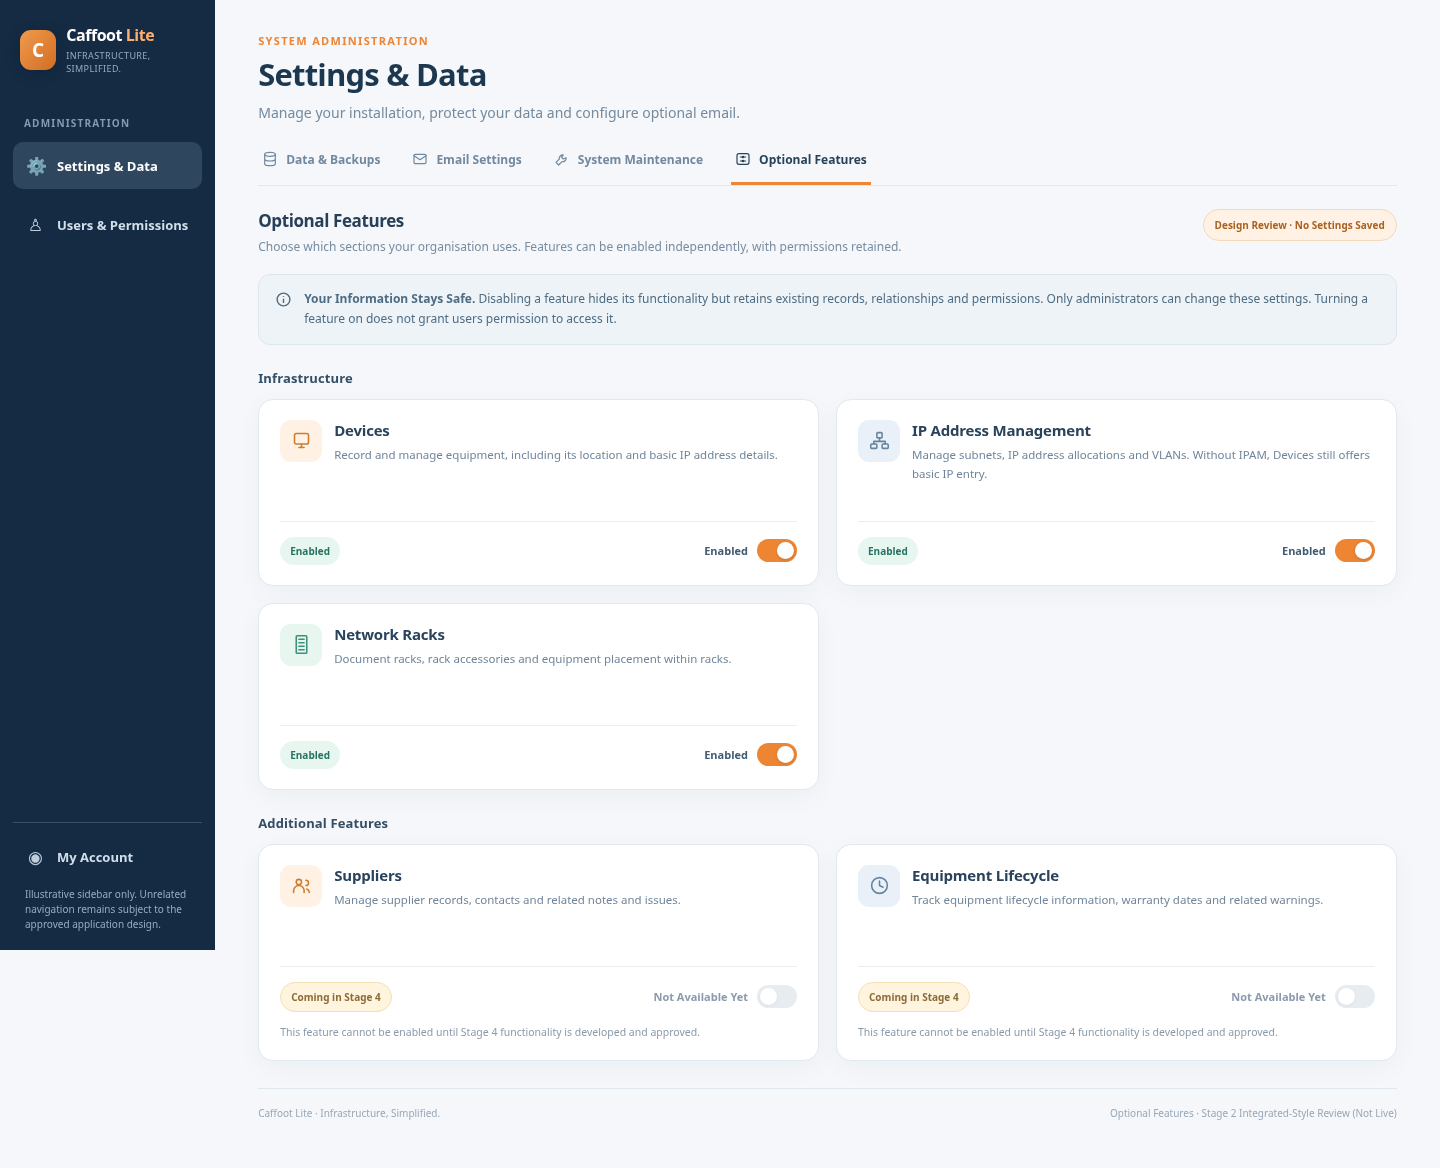 C
Caffoot Lite
INFRASTRUCTURE,
SIMPLIFIED.
ADMINISTRATION
Settings & Data
Users & Permissions
My Account
Illustrative sidebar only. Unrelated
navigation remains subject to the
approved application design.
SYSTEM ADMINISTRATION
Settings & Data
Manage your installation, protect your data and configure optional email.
Data & Backups
Email Settings
System Maintenance
Optional Features
Optional Features
Choose which sections your organisation uses. Features can be enabled independently, with permissions retained.
Design Review · No Settings Saved
Your Information Stays Safe. Disabling a feature hides its functionality but retains existing records, relationships and permissions. Only administrators can change these settings. Turning a
feature on does not grant users permission to access it.
Infrastructure
Devices
Record and manage equipment, including its location and basic IP address details.
Enabled
Enabled
IP Address Management
Manage subnets, IP address allocations and VLANs. Without IPAM, Devices still offers
basic IP entry.
Enabled
Enabled
Network Racks
Document racks, rack accessories and equipment placement within racks.
Enabled
Enabled
Additional Features
Suppliers
Manage supplier records, contacts and related notes and issues.
Coming in Stage 4
Not Available Yet
This feature cannot be enabled until Stage 4 functionality is developed and approved.
Equipment Lifecycle
Track equipment lifecycle information, warranty dates and related warnings.
Coming in Stage 4
Not Available Yet
This feature cannot be enabled until Stage 4 functionality is developed and approved.
Caffoot Lite · Infrastructure, Simplified.
Optional Features · Stage 2 Integrated-Style Review (Not Live)